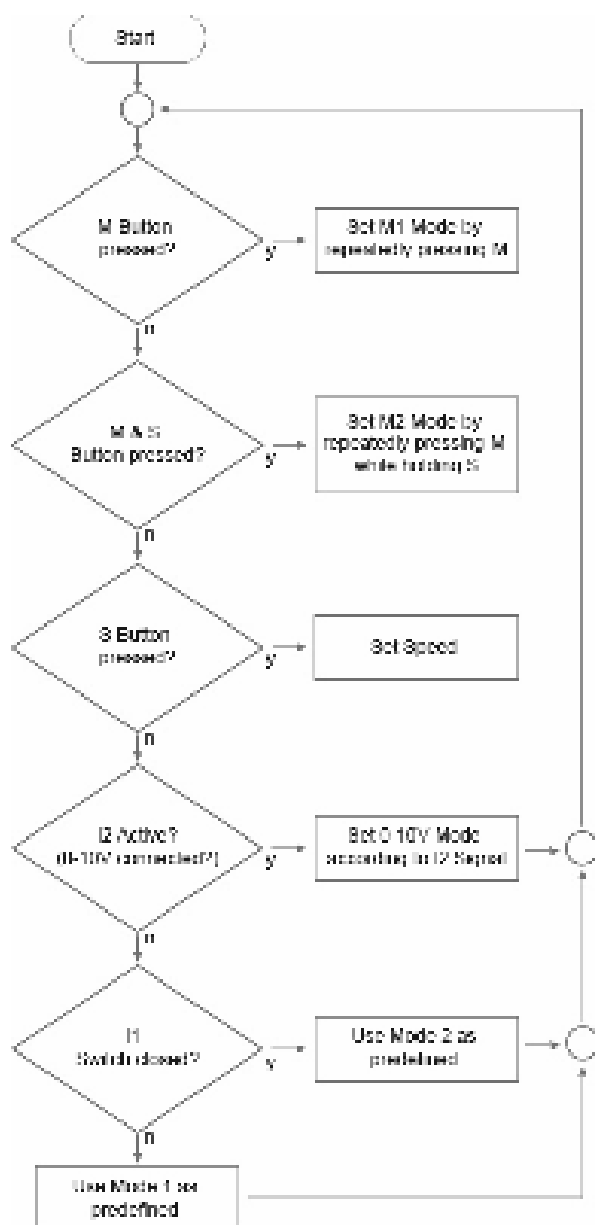 Start
M Button
pressed?
y
Set M1 Mode by
repeatedly pressing M
n
M & S
Button pressed?
y
Set M2 Mode by
repeatedly pressing M
while holding S
n
S Button
pressed?
y
Set Speed
n
I2 Active?
(0-10V connected?)
y
Set 0-10V Mode
according to I2 Signal
n
I1
Switch closed?
y
Use Mode 2 as
predefined
n
Use Mode 1 as
predefined